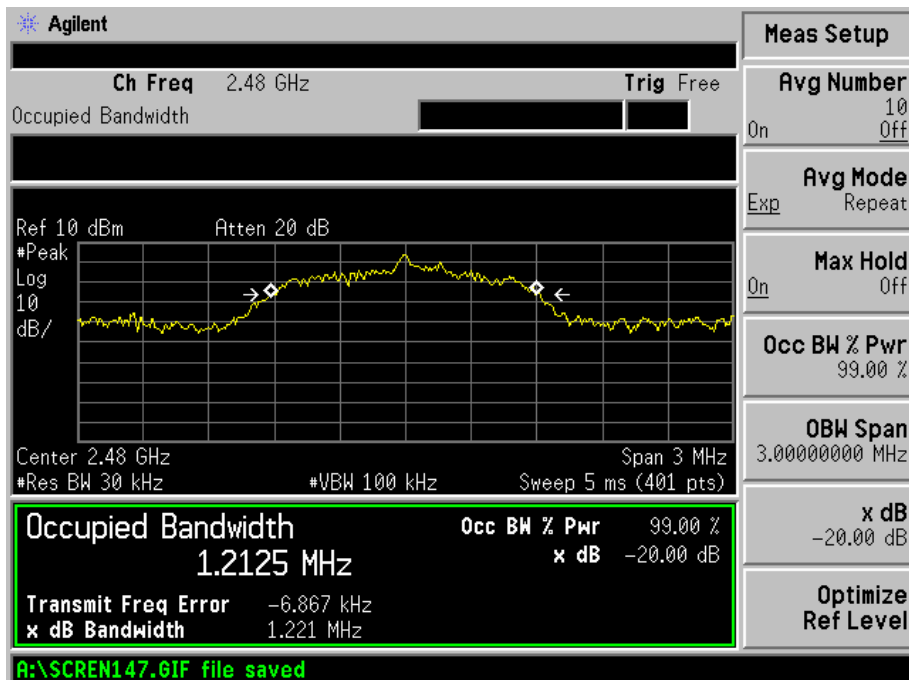 Agilent
Ch Freq 2.48 GHz Trig Free
Occupied Bandwidth
Ref 10 dBm Atten 20 dB
#Peak
Log
10
dB/
Center 2.48 GHz Span 3 MHz
#Res BW 30 kHz #VBW 100 kHz Sweep 5 ms (401 pts)
Occupied Bandwidth
1.2125 MHz
Occ BW % Pwr 99.00 %
x dB -20.00 dB
Transmit Freq Error -6.867 kHz
x dB Bandwidth 1.221 MHz
A:\SCREN147.GIF file saved
Meas Setup
Avg Number
10
On Off
Avg Mode
Exp Repeat
Max Hold
On Off
Occ BW % Pwr
99.00 %
OBW Span
3.00000000 MHz
x dB
-20.00 dB
Optimize
Ref Level